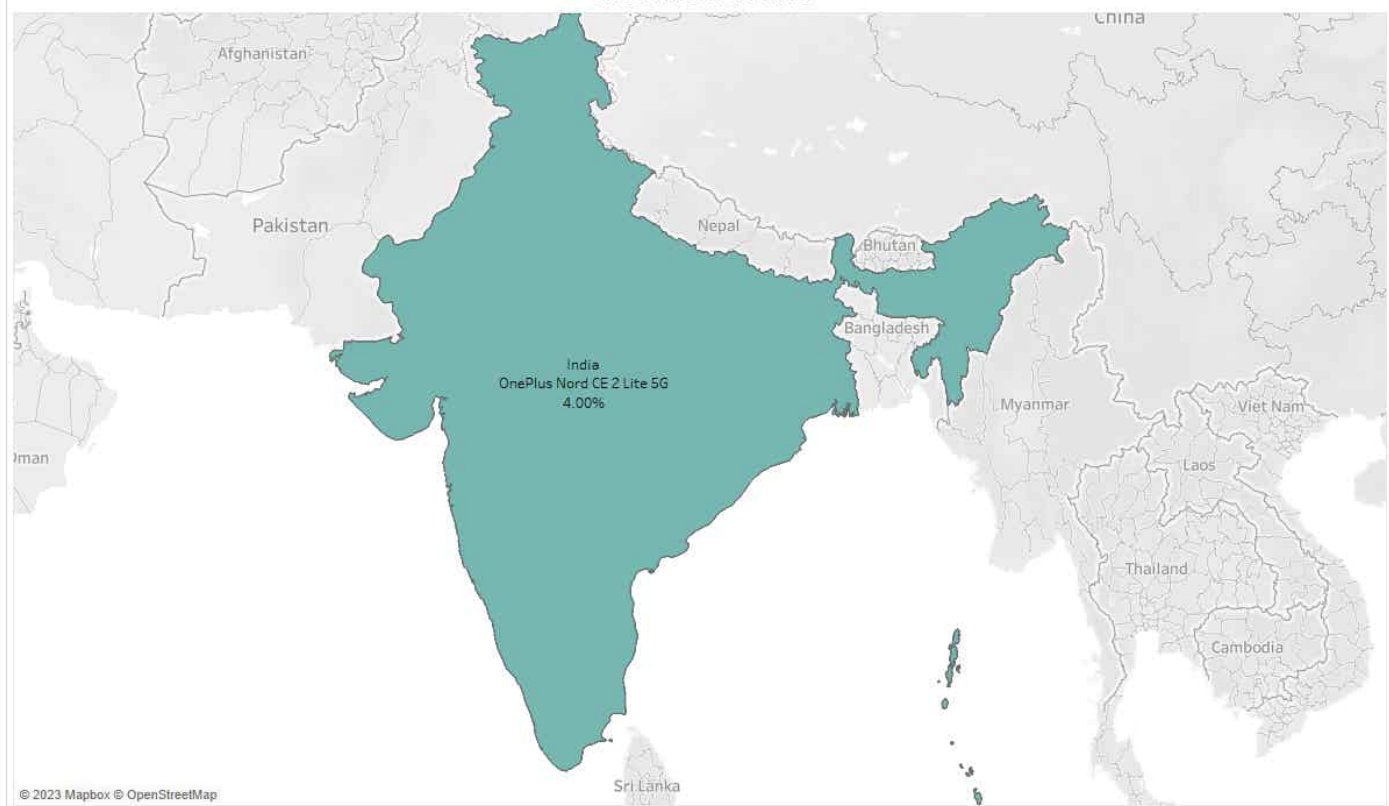 China
Afghanistan
Pakistan
Nepal
Bhutan
Bangladesh
India
OnePlus Nord CE 2 Lite 5G
4.00%
Myanmar
Viet Nam
Oman
Laos
Thailand
Cambodia
Sri Lanka
© 2023 Mapbox © OpenStreetMap